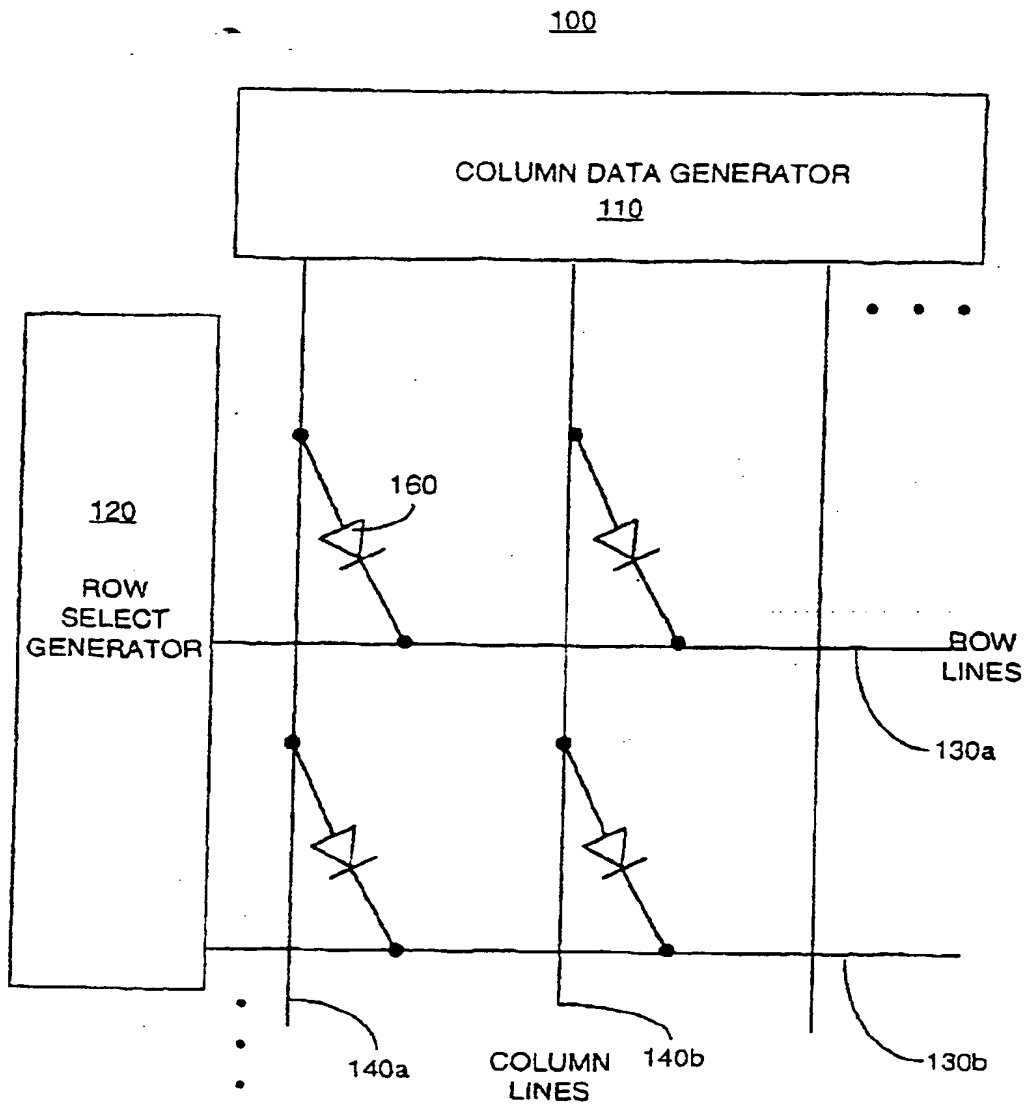 100
COLUMN DATA GENERATOR
110
160
120
ROW
SELECT
GENERATOR
ROW
LINES
130a
140a
COLUMN
LINES
140b
130b